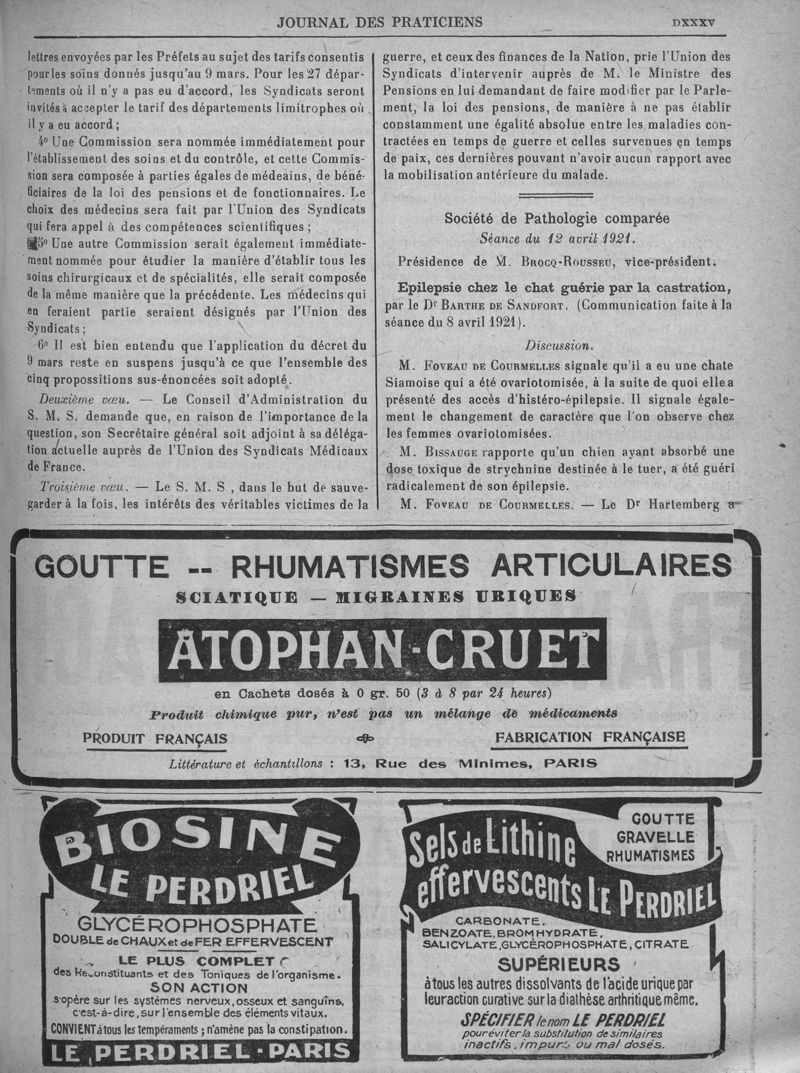 JOURNAL DES PRATICIENS
DXXXV
lettres envoyées par les Préfets au sujet des tarifs consentis
pour les soins donnés jusqu'au 9 mars. Pour les 27 dépar-
tements où il n'y a pas eu d'accord, les Syndicats seront
invités à accepter le tarif des départements limitrophes où
il y a eu accord ;
4° Une Commission sera nommée immédiatement pour
l'établissement des soins et du contrôle, et cette Commis-
sion sera composée à parties égales de médeains, de béné-
ficiaires de la loi des pensions et de fonctionnaires. Le
choix des médecins sera fait par l'Union des Syndicats
qui fera appel à des compétences scientifiques ;
5° Une autre Commission serait également immédiate-
ment nommée pour étudier la manière d'établir tous les
soins chirurgicaux et de spécialités, elle serait composée
de la même manière que la précédente. Les médecins qui
en feraient partie seraient désignés par l'Union des
Syndicats ;
6° Il est bien entendu que l'application du décret du
9 mars reste en suspens jusqu'à ce que l'ensemble des
cinq propossitions sus-énoncées soit adopté.
Deuxième vœu. — Le Conseil d'Administration du
S. M. S. demande que, en raison de l'importance de la
question, son Secrétaire général soit adjoint à sa déléga-
tion actuelle auprès de l'Union des Syndicats Médicaux
de France.
Troisième vœu. — Le S. M. S , dans le but de sauve-
garder à la fois, les intérêts des véritables victimes de la
guerre, et ceux des finances de la Nation, prie l'Union des
Syndicats d'intervenir auprès de M. le Ministre des
Pensions en lui demandant de faire modifier par le Parle-
ment, la loi des pensions, de manière à ne pas établir
constamment une égalité absolue entre les maladies con-
tractées en temps de guerre et celles survenues en temps
de paix, ces dernières pouvant n'avoir aucun rapport avec
la mobilisation antérieure du malade.
Société de Pathologie comparée
Séance du 12 avril 1921.
Présidence de M. BROCQ-ROUSSEU, vice-président.
Epilepsie chez le chat guérie par la castration,
par le Dr BARTHE DE SANDFORT. (Communication faite à la
séance du 8 avril 1921).
Discussion.
M. FOVEAU DE COURMELLES signale qu'il a eu une chate
Siamoise qui a été ovariotomisée, à la suite de quoi elle a
présenté des accès d'histéro-épilepsie. Il signale égale-
ment le changement de caractère que l'on observe chez
les femmes ovariotomisées.
M. BISSAUGE rapporte qu'un chien ayant absorbé une
dose toxique de strychnine destinée à le tuer, a été guéri
radicalement de son épilepsie.
M. FOVEAU DE COURMELLES. — Le Dr Hartemberg a
GOUTTE -- RHUMATISMES ARTICULAIRES
SCIATIQUE — MIGRAINES URIQUES
ATOPHAN-CRUET
en Cachets dosés à 0 gr. 50 (3 à 8 par 24 heures)
Produit chimique pur, n'est pas un mélange de médicaments
PRODUIT FRANÇAIS
FABRICATION FRANÇAISE
Littérature et échantillons : 13, Rue des Minimes, PARIS
BIOSINE
LE PERDRIEL
GLYCÉROPHOSPHATE
DOUBLE de CHAUX et de FER EFFERVESCENT
LE PLUS COMPLET
des Reconstituants et des Toniques de l'organisme.
SON ACTION
s'opère sur les systèmes nerveux, osseux et sanguins,
c'est-à-dire, sur l'ensemble des éléments vitaux.
CONVIENT à tous les tempéraments ; n'amène pas la constipation.
LE PERDRIEL - PARIS
Sels de Lithine
effervescents LE PERDRIEL
GOUTTE
GRAVELLE
RHUMATISMES
CARBONATE,
BENZOATE, BROMHYDRATE,
SALICYLATE, GLYCÉROPHOSPHATE, CITRATE
SUPÉRIEURS
à tous les autres dissolvants de l'acide urique par
leur action curative sur la diathèse arthritique même.
SPÉCIFIER le nom LE PERDRIEL
pour éviter la substitution de similaires
inactifs, impurs ou mal dosés.